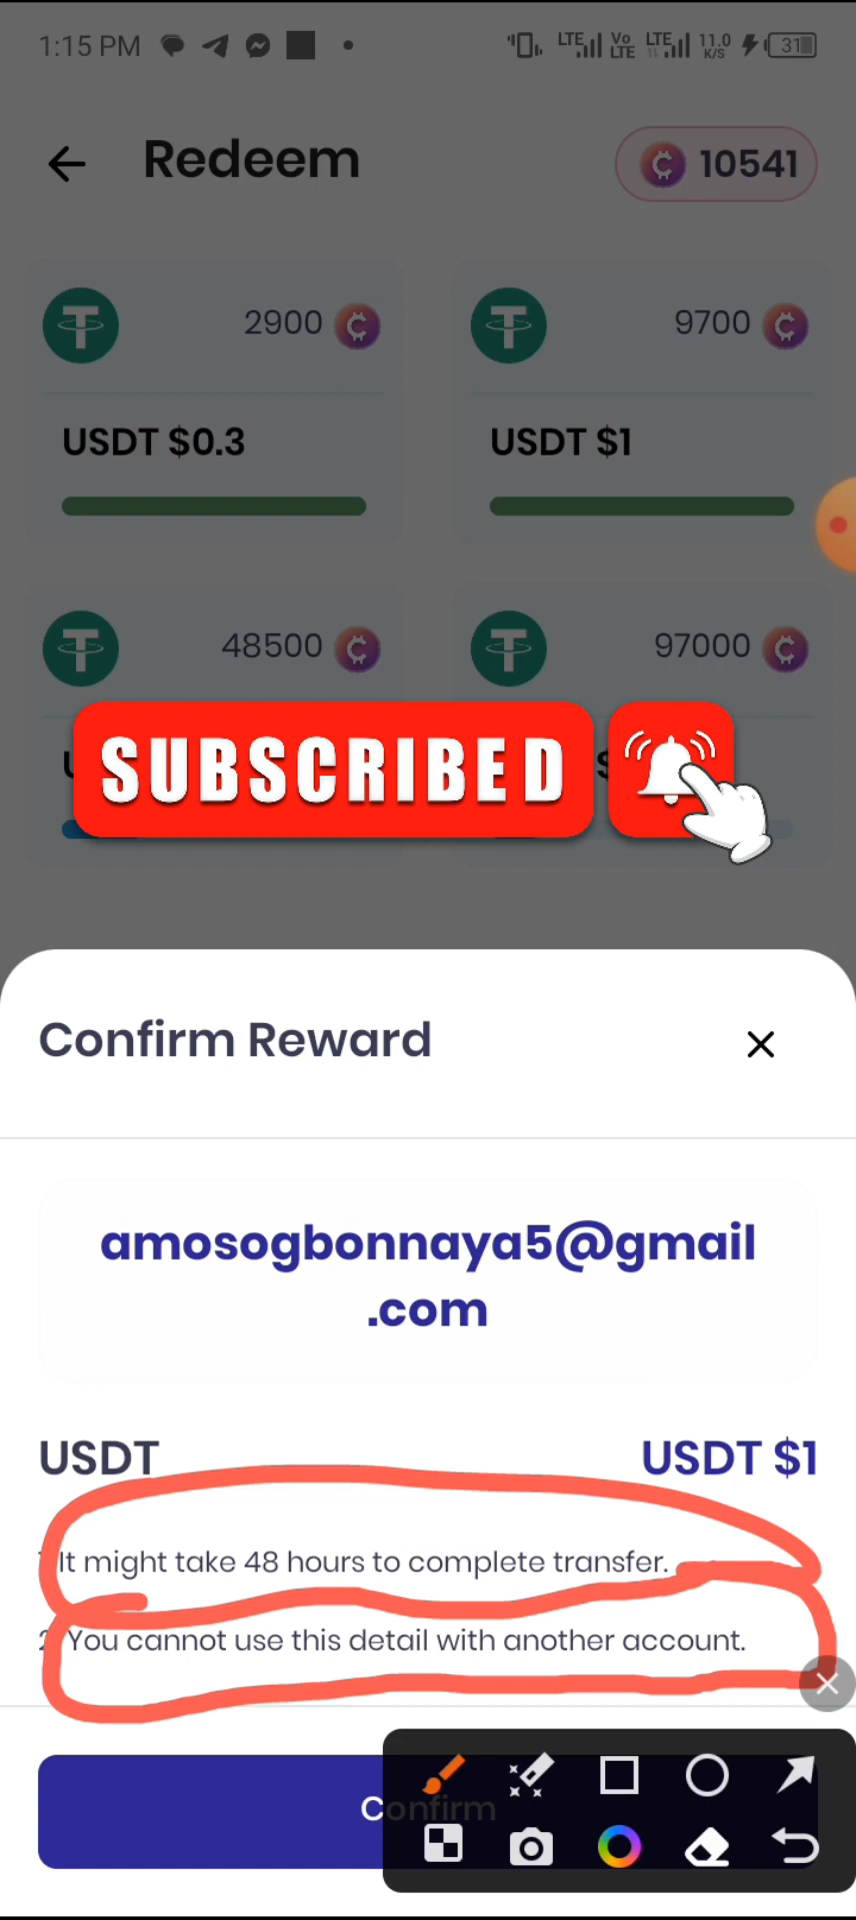 1:15 PM LTE Vo LTE LTE 11.0 K/S 31
Redeem 10541
2900 9700
USDT $0.3 USDT $1
48500 97000
SUBSCRIBED
Confirm Reward
amosogbonnaya5@gmail
.com
USDT USDT $1
It might take 48 hours to complete transfer.
You cannot use this detail with another account.
Confirm